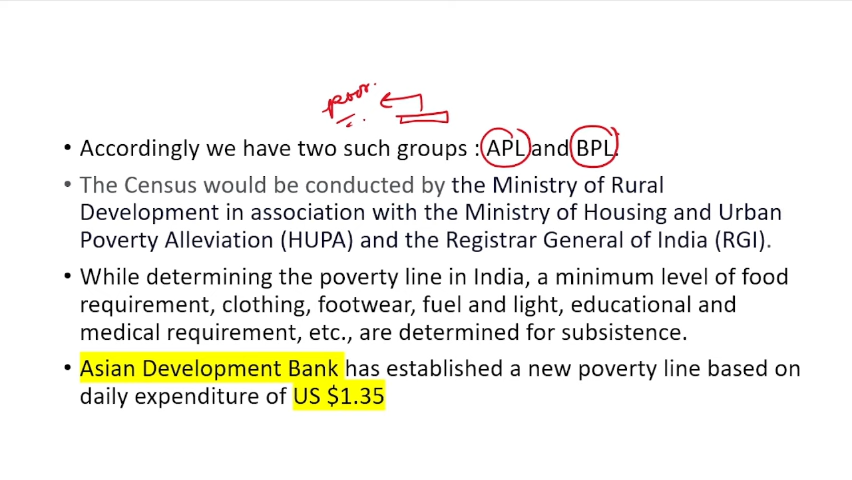 poor.
• Accordingly we have two such groups : APL and BPL.
• The Census would be conducted by the Ministry of Rural
Development in association with the Ministry of Housing and Urban
Poverty Alleviation (HUPA) and the Registrar General of India (RGI).
• While determining the poverty line in India, a minimum level of food
requirement, clothing, footwear, fuel and light, educational and
medical requirement, etc., are determined for subsistence.
• Asian Development Bank has established a new poverty line based on
daily expenditure of US $1.35